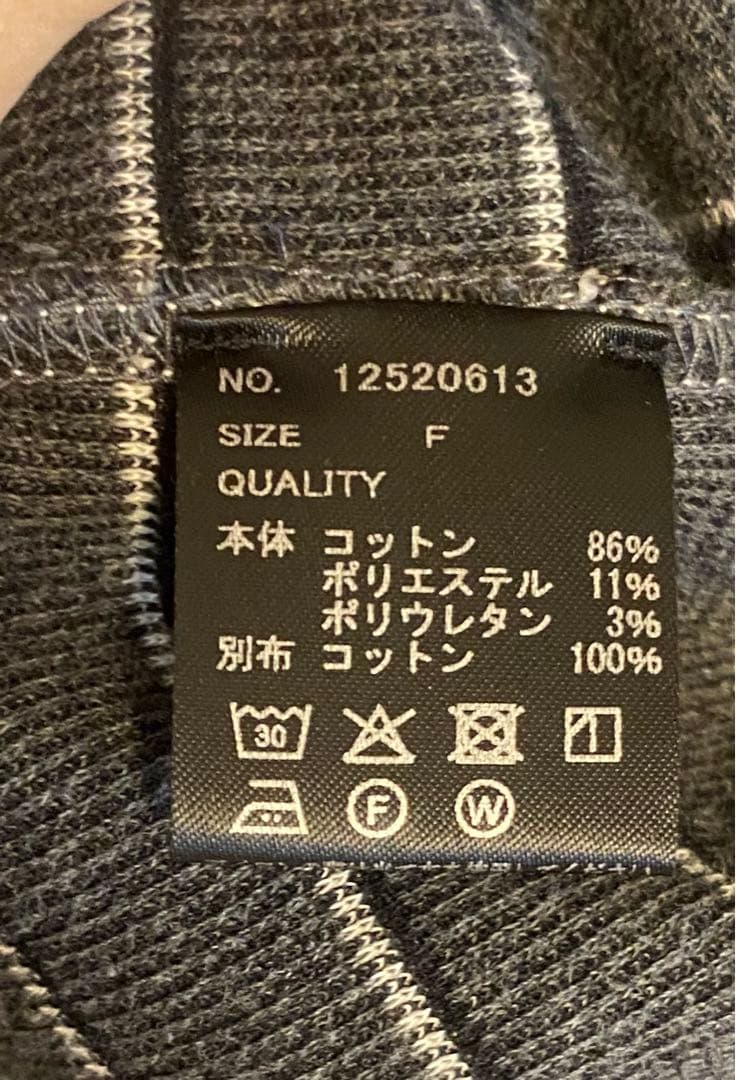 NO. 12520613
SIZE F
QUALITY
本体 コットン 86%
ポリエステル 11%
ポリウレタン 3%
別布 コットン 100%
30
F W